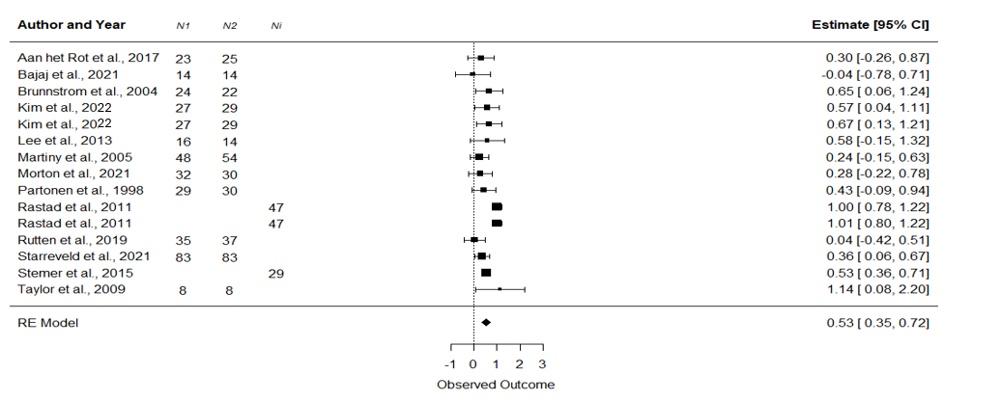 Author and Year N1 N2 Ni Estimate [95% CI]
Aan het Rot et al., 2017 23 25 0.30 [-0.26, 0.87]
Bajaj et al., 2021 14 14 -0.04 [-0.78, 0.71]
Brunnstrom et al., 2004 24 22 0.65 [ 0.06, 1.24]
Kim et al., 2022 27 29 0.57 [ 0.04, 1.11]
Kim et al., 2022 27 29 0.67 [ 0.13, 1.21]
Lee et al., 2013 16 14 0.58 [-0.15, 1.32]
Martiny et al., 2005 48 54 0.24 [-0.15, 0.63]
Morton et al., 2021 32 30 0.28 [-0.22, 0.78]
Partonen et al., 1998 29 30 0.43 [-0.09, 0.94]
Rastad et al., 2011 47 1.00 [ 0.78, 1.22]
Rastad et al., 2011 47 1.01 [ 0.80, 1.22]
Rutten et al., 2019 35 37 0.04 [-0.42, 0.51]
Starreveld et al., 2021 83 83 0.36 [ 0.06, 0.67]
Sterner et al., 2015 29 0.53 [ 0.36, 0.71]
Taylor et al., 2009 8 8 1.14 [ 0.08, 2.20]
RE Model 0.53 [ 0.35, 0.72]
-1 0 1 2 3
Observed Outcome